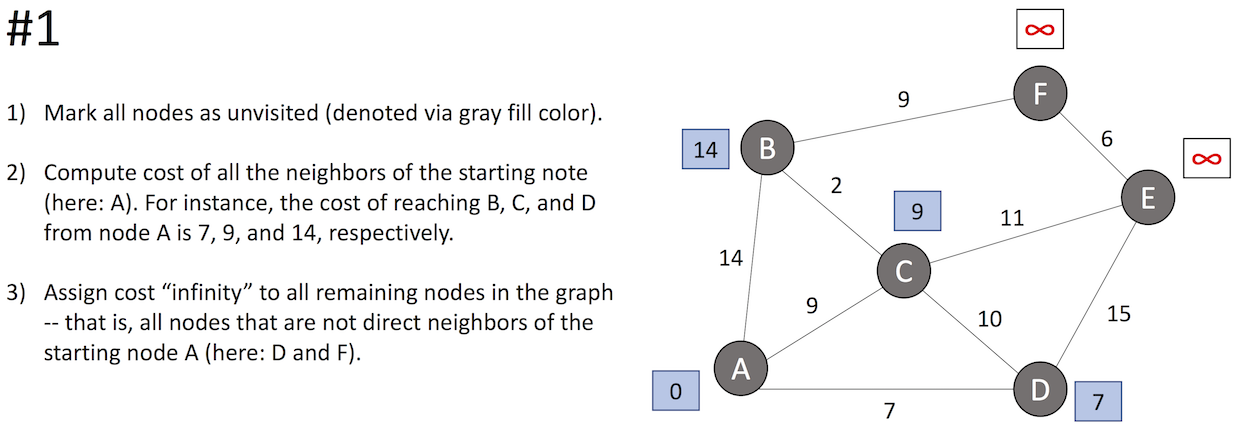 #1
1) Mark all nodes as unvisited (denoted via gray fill color).
2) Compute cost of all the neighbors of the starting note
(here: A). For instance, the cost of reaching B, C, and D
from node A is 7, 9, and 14, respectively.
3) Assign cost “infinity” to all remaining nodes in the graph
-- that is, all nodes that are not direct neighbors of the
starting node A (here: D and F).
∞
F
9
6
14
B
∞
2
E
9
11
14
C
9
10
15
A
0
D
7
7